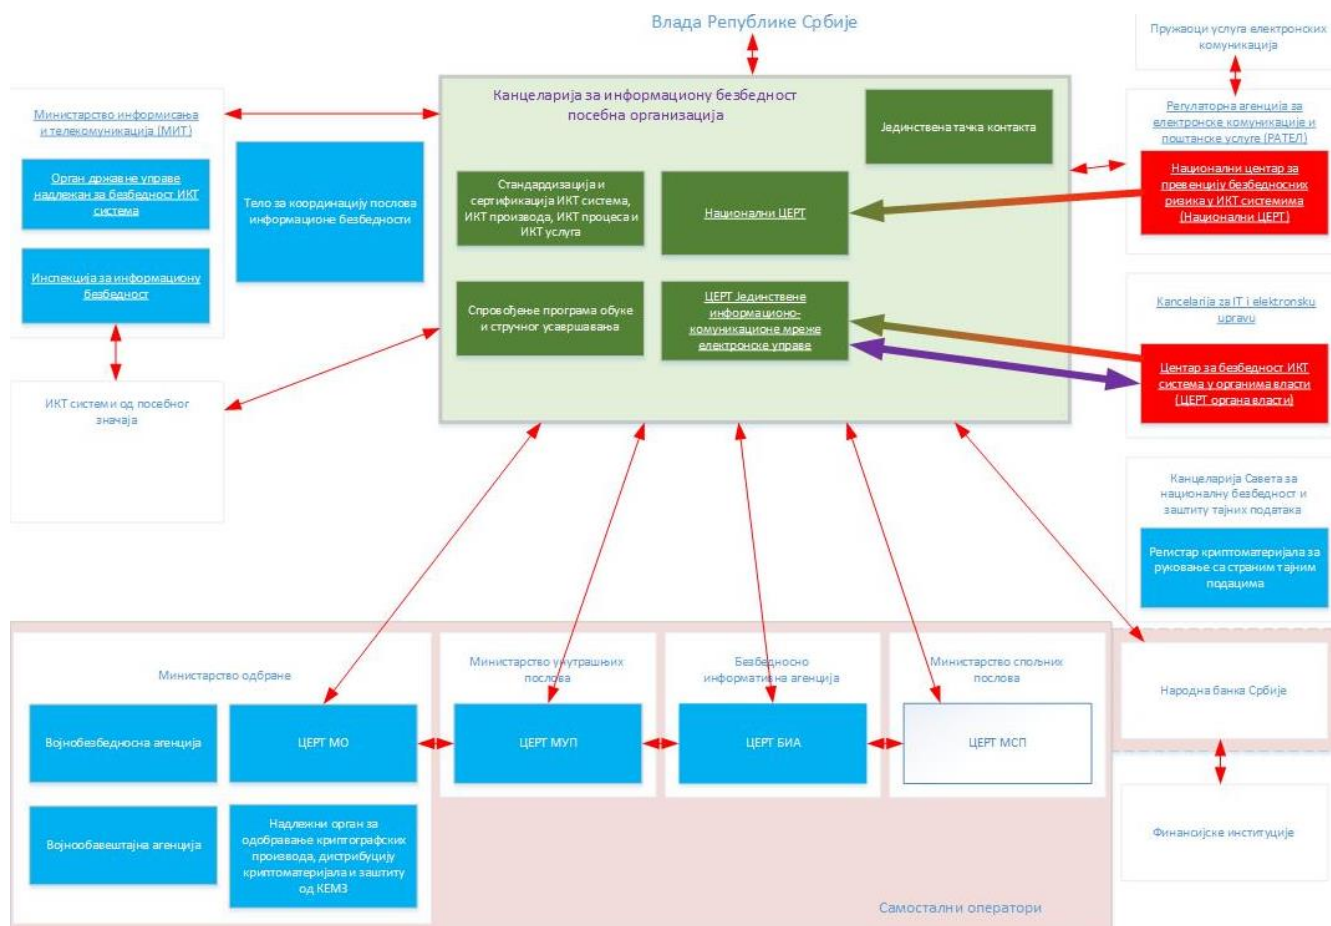 Влада Републике Србије
Пружаоци услуга електронских
комуникација
Министарство информисања
и телекомуникација (МИТ)
Орган државне управе
надлежан за безбедност ИКТ
система
Инспекција за информациону
безбедност
Тело за координацију послова
информационе безбедности
ИКТ системи од посебног
значаја
Канцеларија за информациону безбедност
посебна организација
Јединствена тачка контакта
Стандардизација и
сертификација ИКТ система,
ИКТ производа, ИКТ процеса и
ИКТ услуга
Национални ЦЕРТ
Спровођење програма обуке
и стручног усавршавања
ЦЕРТ Јединствене
информационо-
комуникационе мреже
електронске управе
Регулаторна агенција за
електронске комуникације и
поштанске услуге (РАТЕЛ)
Национални центар за
превенцију безбедносних
ризика у ИКТ системима
(Национални ЦЕРТ)
Kancelarija za IT i elektronsku
upravu
Центар за безбедност ИКТ
система у органима власти
(ЦЕРТ органа власти)
Канцеларија Савета за
националну безбедност и
заштиту тајних података
Регистар криптоматеријала за
руковање са страним тајним
подацима
Министарство одбране
Војнобезбедносна агенција
ЦЕРТ МО
Војнообавештајна агенција
Надлежни орган за
одобравање криптографских
производа, дистрибуцију
криптоматеријала и заштиту
од КЕМЗ
Министарство унутрашњих
послова
ЦЕРТ МУП
Безбедносно
информативна агенција
ЦЕРТ БИА
Министарство спољних
послова
ЦЕРТ МСП
Народна банка Србије
Финансијске институције
Самостални оператори